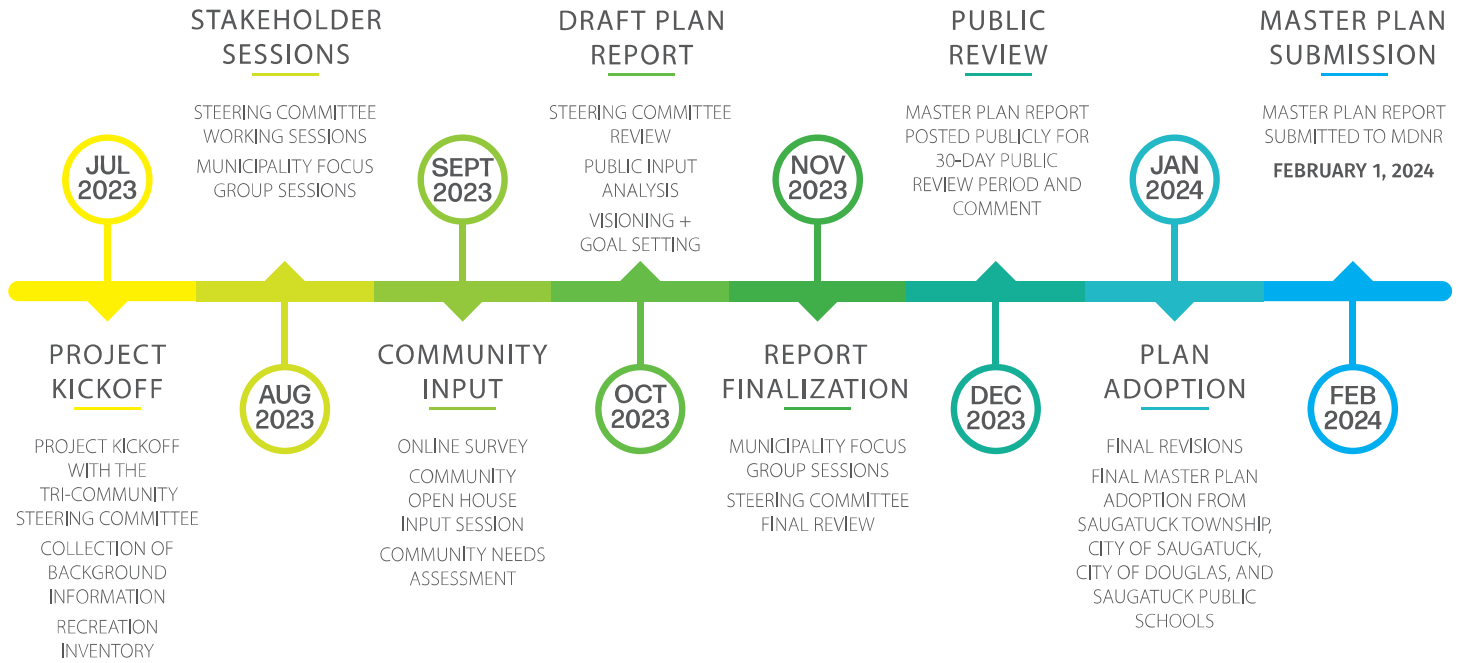 JUL
2023
PROJECT
KICKOFF
PROJECT KICKOFF
WITH THE
TRI-COMMUNITY
STEERING COMMITTEE
COLLECTION OF
BACKGROUND
INFORMATION
RECREATION
INVENTORY
STAKEHOLDER
SESSIONS
STEERING COMMITTEE
WORKING SESSIONS
MUNICIPALITY FOCUS
GROUP SESSIONS
AUG
2023
SEPT
2023
COMMUNITY
INPUT
ONLINE SURVEY
COMMUNITY
OPEN HOUSE
INPUT SESSION
COMMUNITY NEEDS
ASSESSMENT
DRAFT PLAN
REPORT
STEERING COMMITTEE
REVIEW
PUBLIC INPUT
ANALYSIS
VISIONING +
GOAL SETTING
OCT
2023
NOV
2023
REPORT
FINALIZATION
MUNICIPALITY FOCUS
GROUP SESSIONS
STEERING COMMITTEE
FINAL REVIEW
PUBLIC
REVIEW
MASTER PLAN REPORT
POSTED PUBLICLY FOR
30-DAY PUBLIC
REVIEW PERIOD AND
COMMENT
DEC
2023
JAN
2024
PLAN
ADOPTION
FINAL REVISIONS
FINAL MASTER PLAN
ADOPTION FROM
SAUGATUCK TOWNSHIP,
CITY OF SAUGATUCK,
CITY OF DOUGLAS, AND
SAUGATUCK PUBLIC
SCHOOLS
MASTER PLAN
SUBMISSION
MASTER PLAN REPORT
SUBMITTED TO MDNR
FEBRUARY 1, 2024
FEB
2024